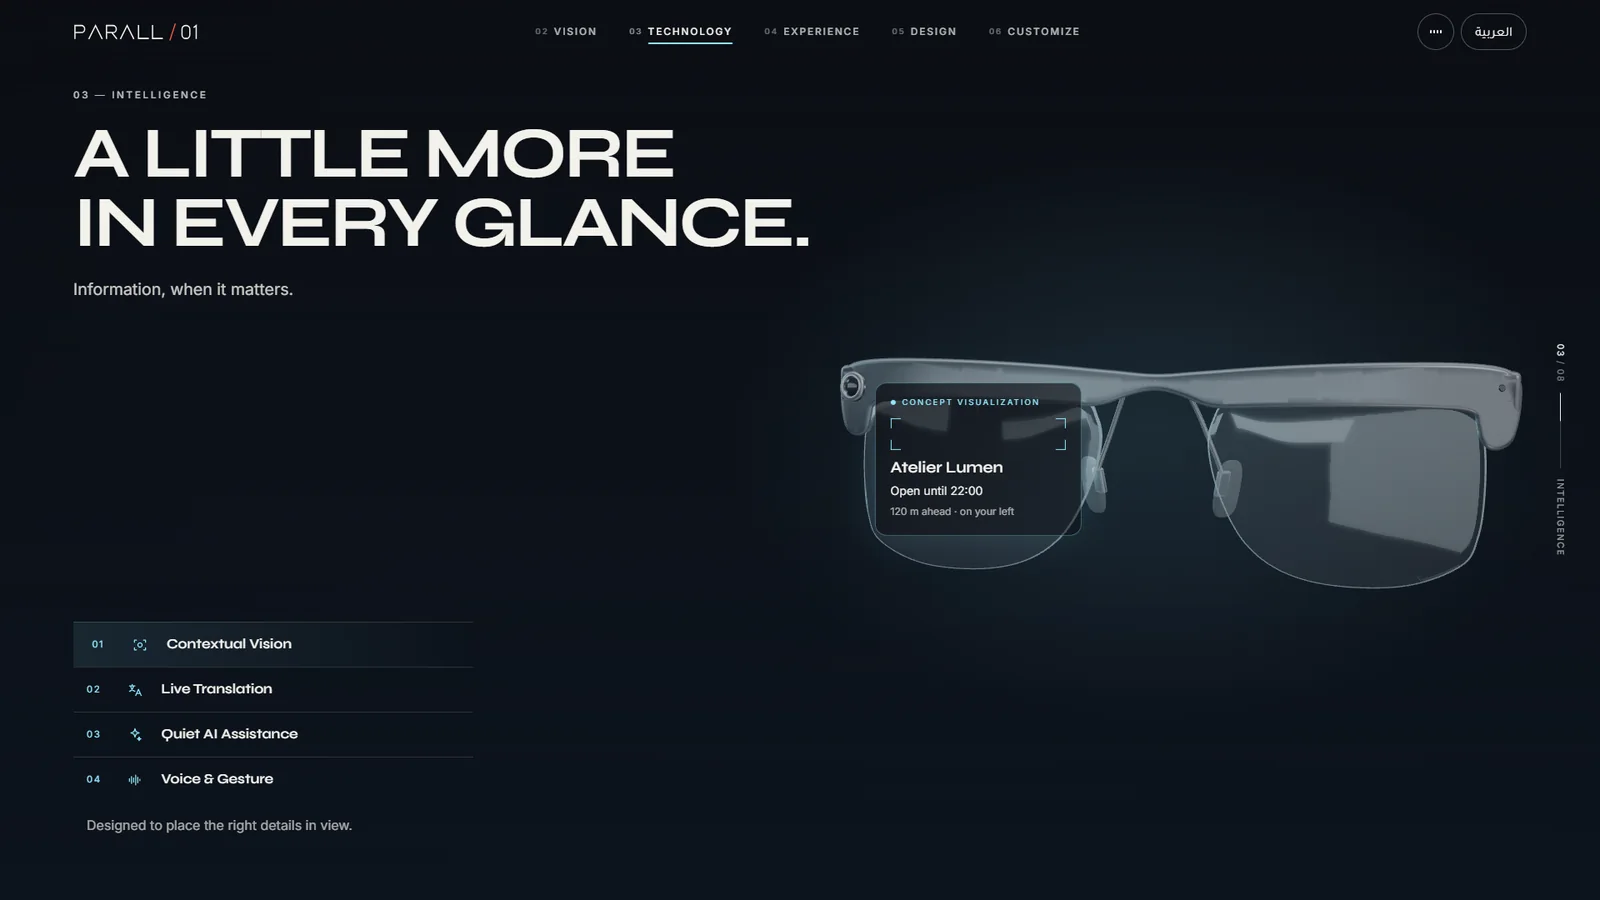 PARALL / 01
02 VISION
03 TECHNOLOGY
04 EXPERIENCE
05 DESIGN
06 CUSTOMIZE
العربية
03 — INTELLIGENCE
A LITTLE MORE
IN EVERY GLANCE.
Information, when it matters.
CONCEPT VISUALIZATION
Atelier Lumen
Open until 22:00
120 m ahead · on your left
03 / 08
INTELLIGENCE
01 Contextual Vision
02 Live Translation
03 Quiet AI Assistance
04 Voice & Gesture
Designed to place the right details in view.